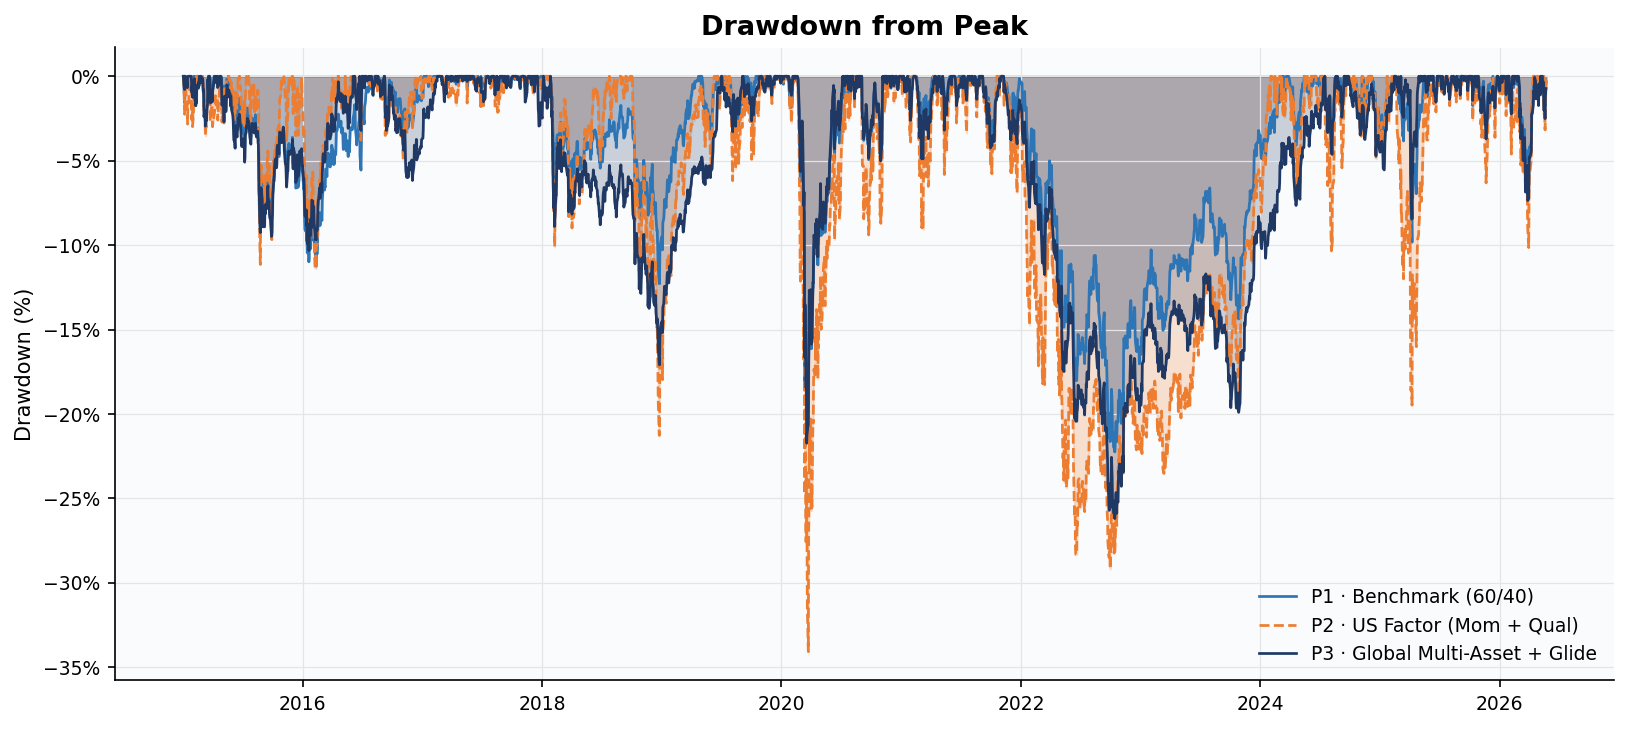 Drawdown from Peak
Drawdown (%)
0%
−5%
−10%
−15%
−20%
−25%
−30%
−35%
P1 · Benchmark (60/40)
P2 · US Factor (Mom + Qual)
P3 · Global Multi-Asset + Glide
2016
2018
2020
2022
2024
2026